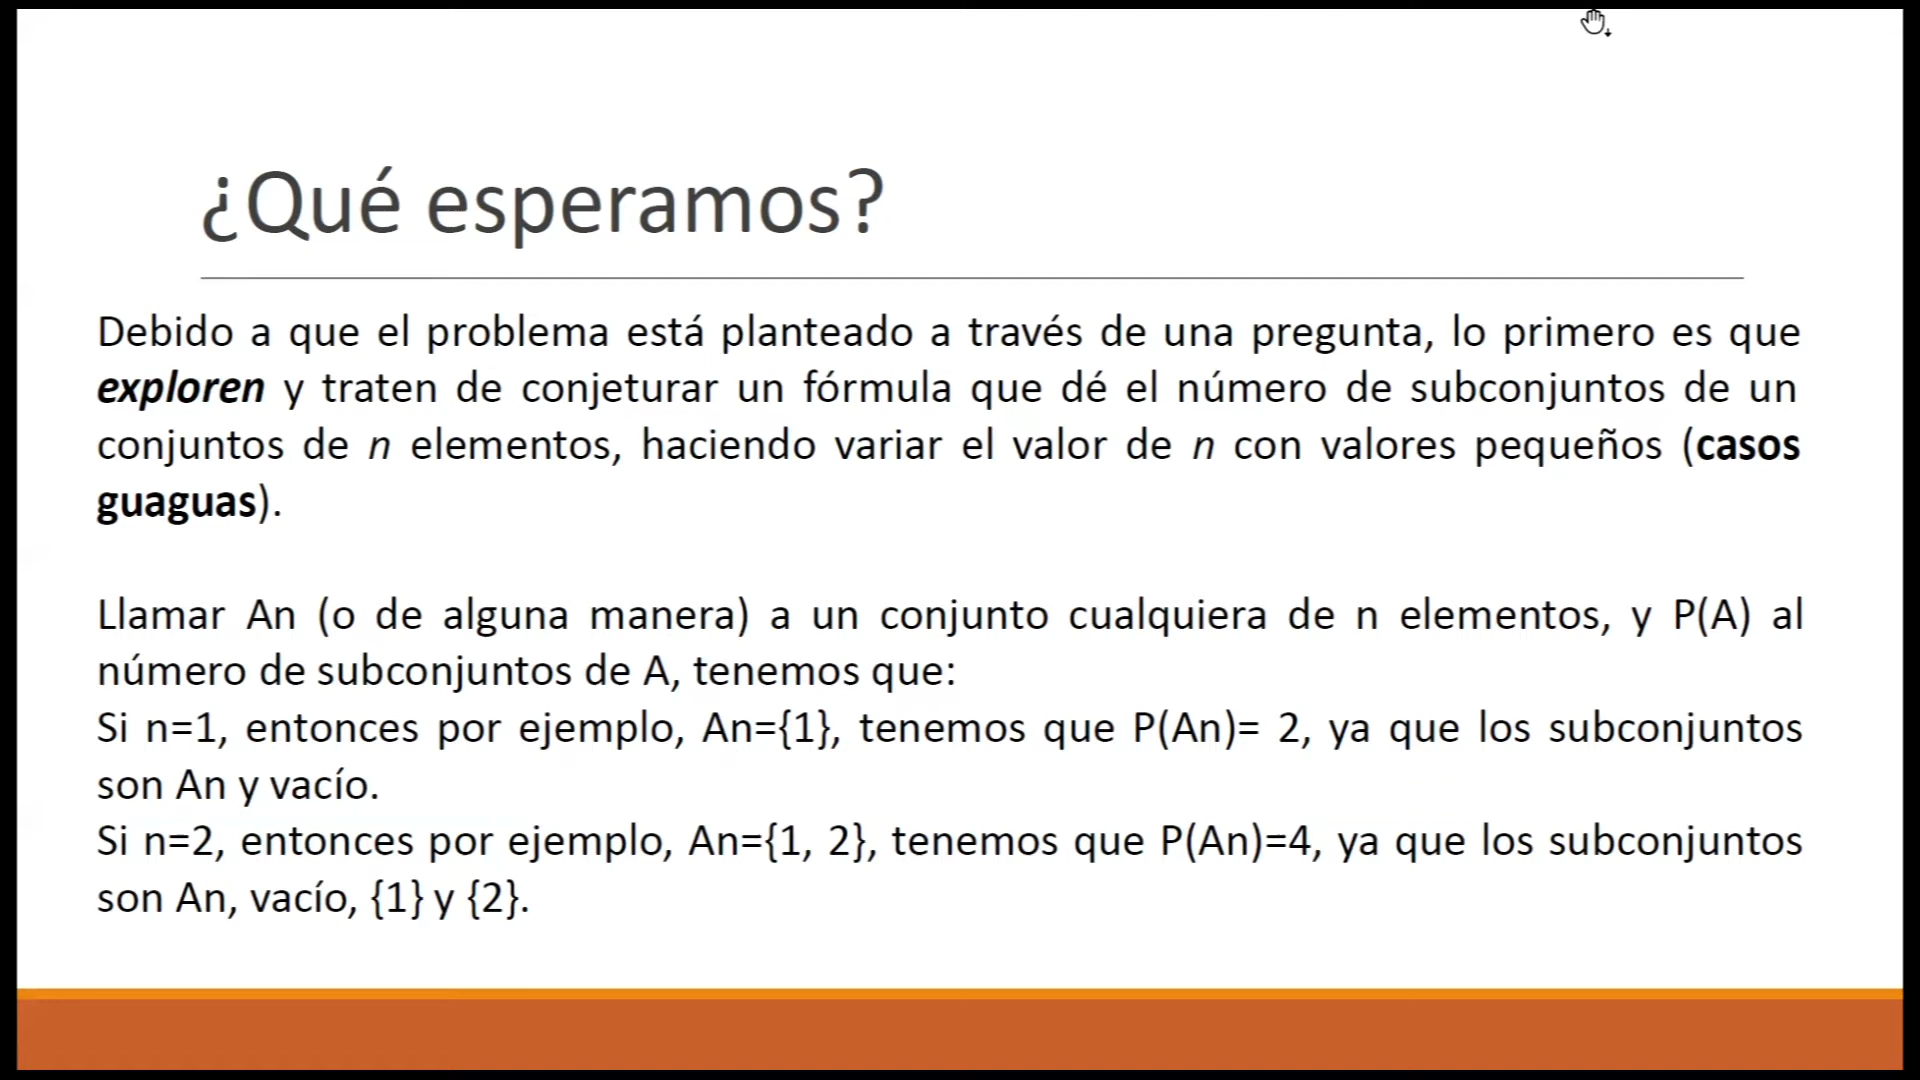 ¿Qué esperamos?
Debido a que el problema está planteado a través de una pregunta, lo primero es que
exploren y traten de conjeturar un fórmula que dé el número de subconjuntos de un
conjuntos de n elementos, haciendo variar el valor de n con valores pequeños (casos
guaguas).
Llamar An (o de alguna manera) a un conjunto cualquiera de n elementos, y P(A) al
número de subconjuntos de A, tenemos que:
Si n=1, entonces por ejemplo, An={1}, tenemos que P(An)= 2, ya que los subconjuntos
son An y vacío.
Si n=2, entonces por ejemplo, An={1, 2}, tenemos que P(An)=4, ya que los subconjuntos
son An, vacío, {1} y {2}.